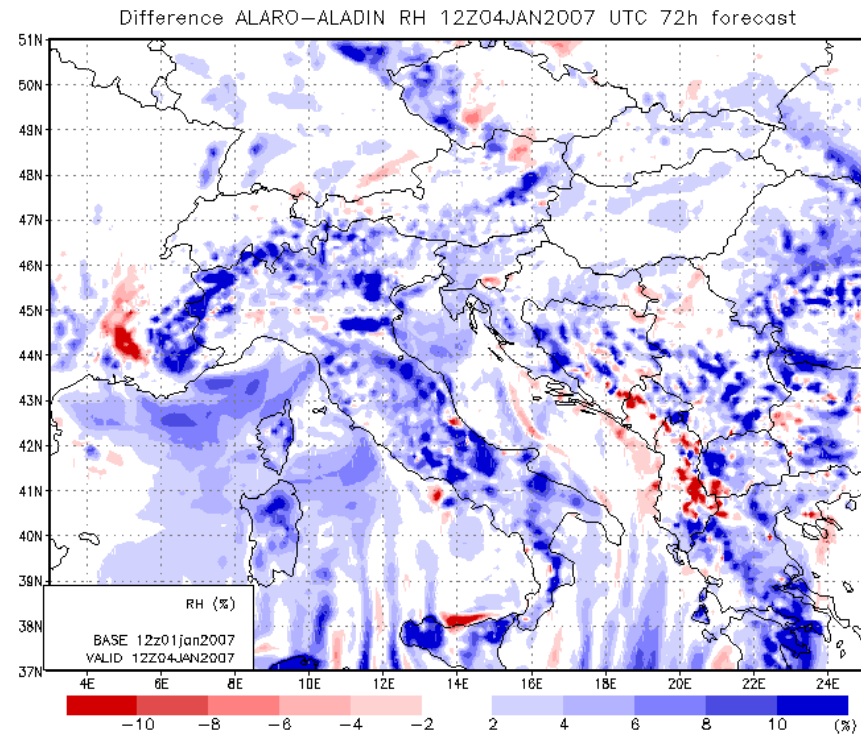 Difference ALARO-ALADIN RH 12Z04JAN2007 UTC 72h forecast
51N
50N
49N
48N
47N
46N
45N
44N
43N
42N
41N
40N
39N
38N
37N
RH (%)
BASE 12z01jan2007
VALID 12Z04JAN2007
4E 6E 8E 10E 12E 14E 16E 18E 20E 22E 24E
-10 -8 -6 -4 -2 2 4 6 8 10 (%)